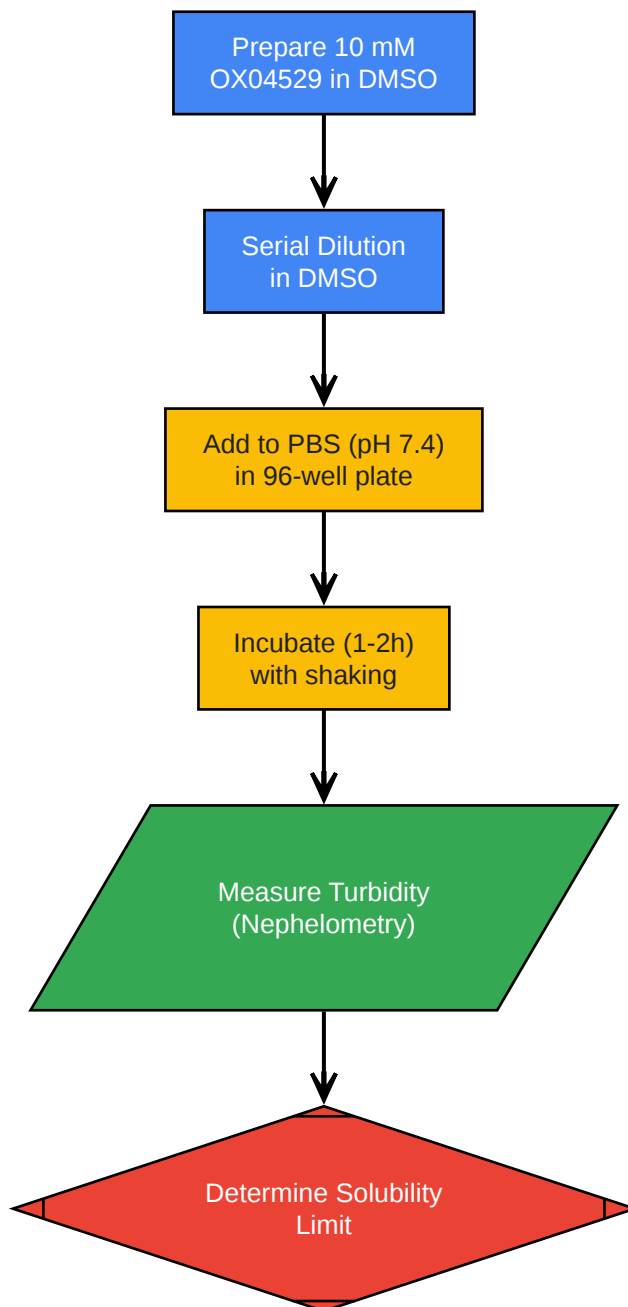 Prepare 10 mM
OX04529 in DMSO
Serial Dilution
in DMSO
Add to PBS (pH 7.4)
in 96-well plate
Incubate (1-2h)
with shaking
Measure Turbidity
(Nephelometry)
Determine Solubility
Limit